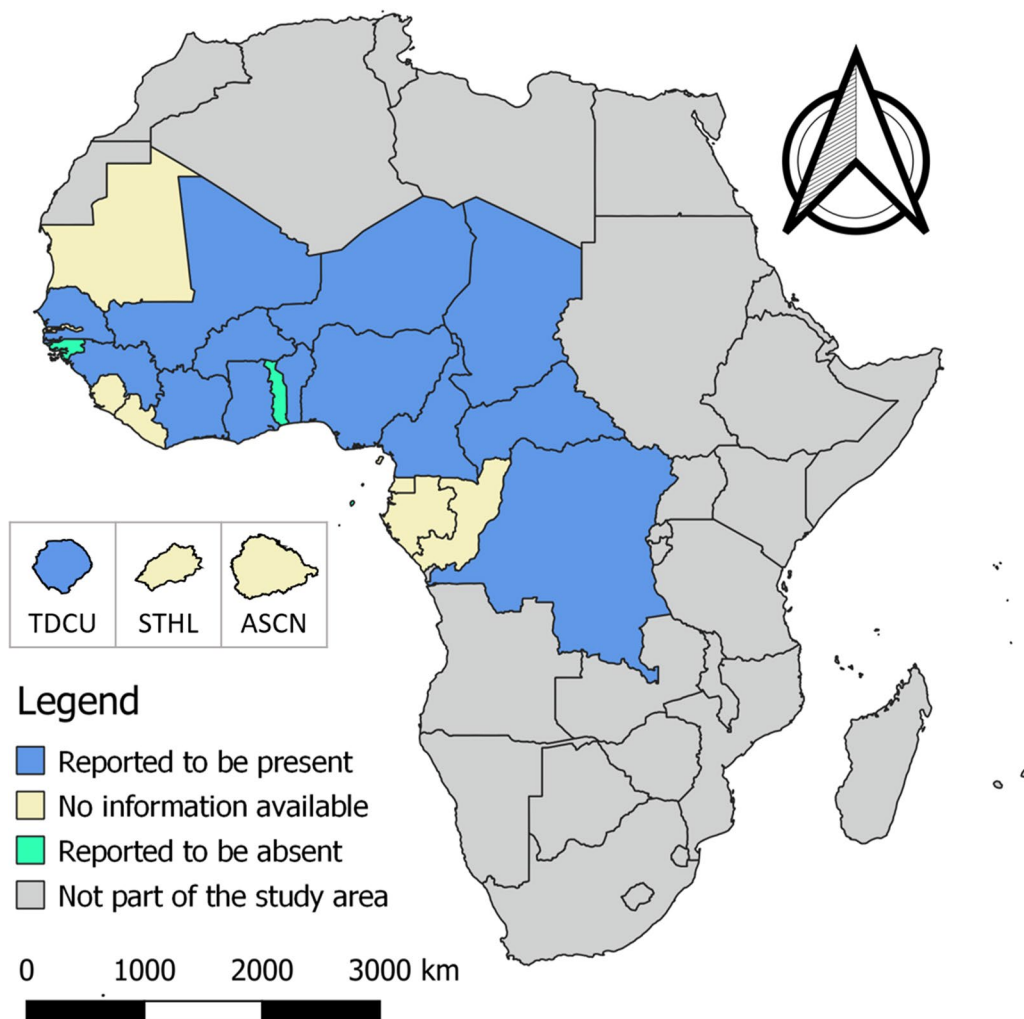 TDCU STHL ASCN
Legend
Reported to be present
No information available
Reported to be absent
Not part of the study area
0 1000 2000 3000 km